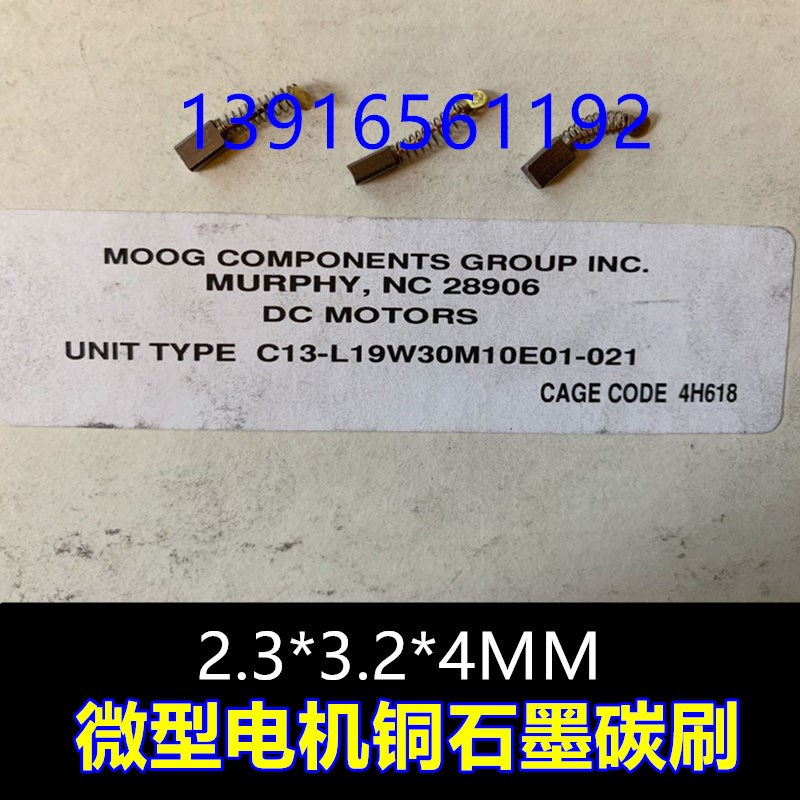 13916561192
MOOG COMPONENTS GROUP INC.
MURPHY, NC 28906
DC MOTORS
UNIT TYPE C13-L19W30M10E01-021
CAGE CODE 4H618
2.3*3.2*4MM
微型电机铜石墨碳刷